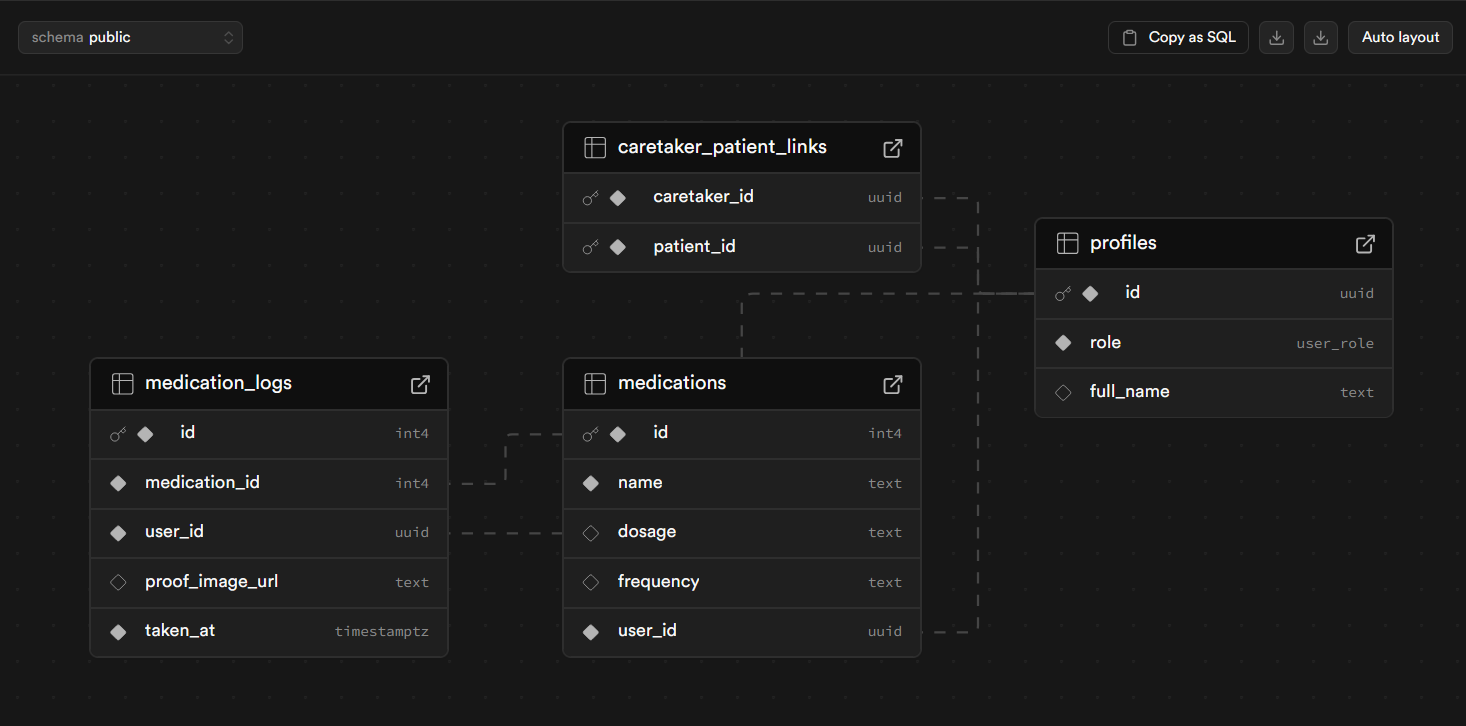 schema public
Copy as SQL
Auto layout
caretaker_patient_links
caretaker_id uuid
patient_id uuid
profiles
id uuid
role user_role
full_name text
medication_logs
id int4
medication_id int4
user_id uuid
proof_image_url text
taken_at timestamptz
medications
id int4
name text
dosage text
frequency text
user_id uuid